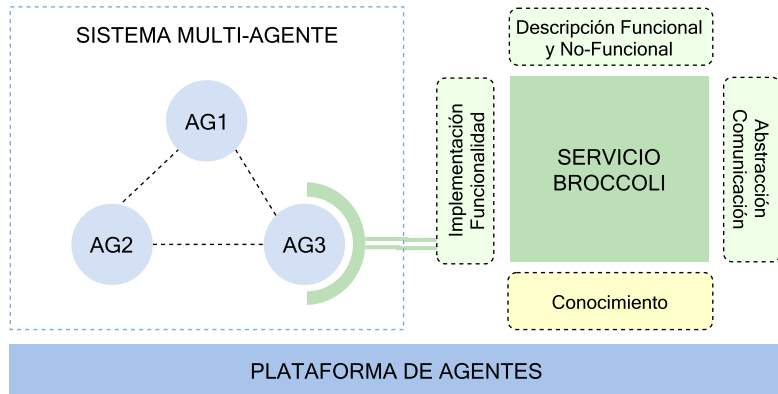 SISTEMA MULTI-AGENTE
AG1
AG2
AG3
Descripción Funcional
y No-Funcional
Implementación
Funcionalidad
SERVICIO
BROCCOLI
Abstracción
Comunicación
Conocimiento
PLATAFORMA DE AGENTES